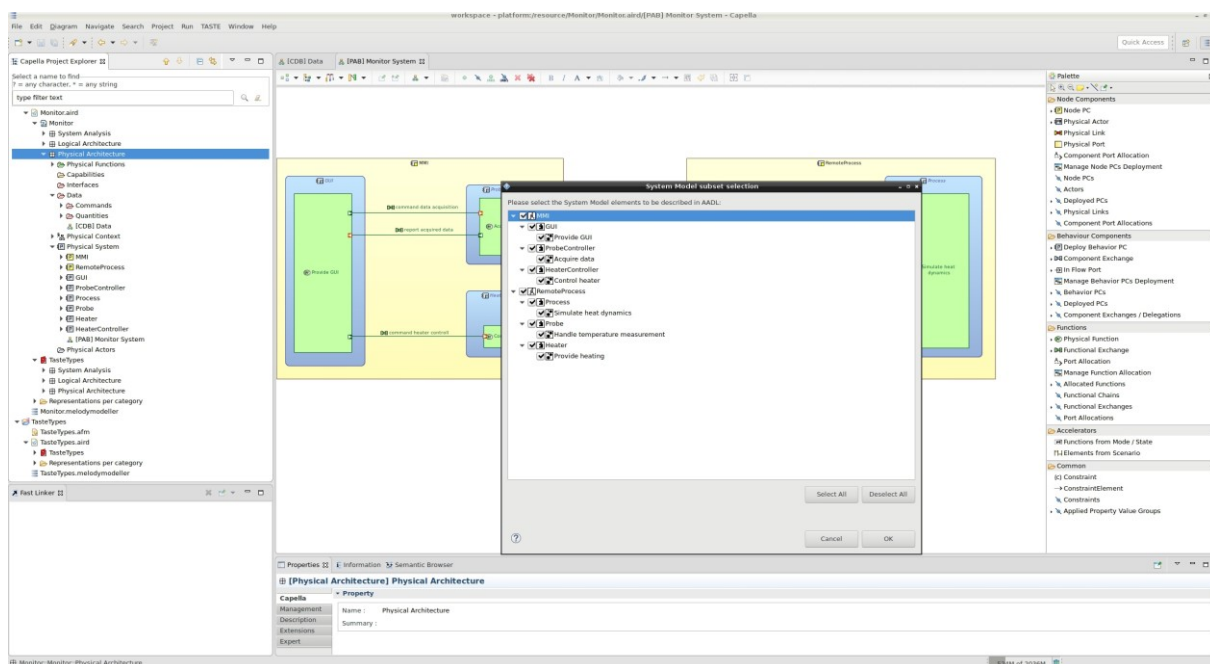 workspace - platform:/resource/Monitor/Monitor.aird/[PAB] Monitor System - Capella
File Edit Diagram Navigate Search Project Run TASTE Window Help
Quick Access
Capella Project Explorer
Select a name to find
? = any character, * = any string
type filter text
Monitor.aird
Monitor
System Analysis
Logical Architecture
Physical Architecture
Physical Functions
Capabilities
Interfaces
Data
Commands
Quantities
[CDB] Data
Physical Context
Physical System
MMI
RemoteProcess
GUI
ProbeController
Process
Probe
Heater
HeaterController
[PAB] Monitor System
Physical Actors
TasteTypes
System Analysis
Logical Architecture
Physical Architecture
Representations per category
Monitor.melodymodeller
TasteTypes
TasteTypes.afm
TasteTypes.aird
TasteTypes
Representations per category
TasteTypes.melodymodeller
Fast Linker
[CDB] Data
[PAB] Monitor System
MMI
GUI
Provide GUI
command data acquisition
report acquired data
command heater controll
RemoteProcess
Process
Simulate heat
dynamics
System Model subset selection
Please select the System Model elements to be described in AADL:
MMI
GUI
Provide GUI
ProbeController
Acquire data
HeaterController
Control heater
RemoteProcess
Process
Simulate heat dynamics
Probe
Handle temperature measurement
Heater
Provide heating
Select All Deselect All
Cancel OK
Palette
Node Components
Node PC
Physical Actor
Physical Link
Physical Port
Component Port Allocation
Manage Node PCs Deployment
Node PCs
Actors
Deployed PCs
Physical Links
Component Port Allocations
Behaviour Components
Deploy Behavior PC
Component Exchange
In Flow Port
Manage Behavior PCs Deployment
Behavior PCs
Deployed PCs
Component Exchanges / Delegations
Functions
Physical Function
Functional Exchange
Port Allocation
Manage Function Allocation
Allocated Functions
Functional Chains
Functional Exchanges
Port Allocations
Accelerators
Functions from Mode / State
Elements from Scenario
Common
{c} Constraint
ConstraintElement
Constraints
Applied Property Value Groups
Properties Information Semantic Browser
[Physical Architecture] Physical Architecture
Capella
Management
Description
Extensions
Expert
Property
Name : Physical Architecture
Summary :
Monitor::Monitor::Physical Architecture